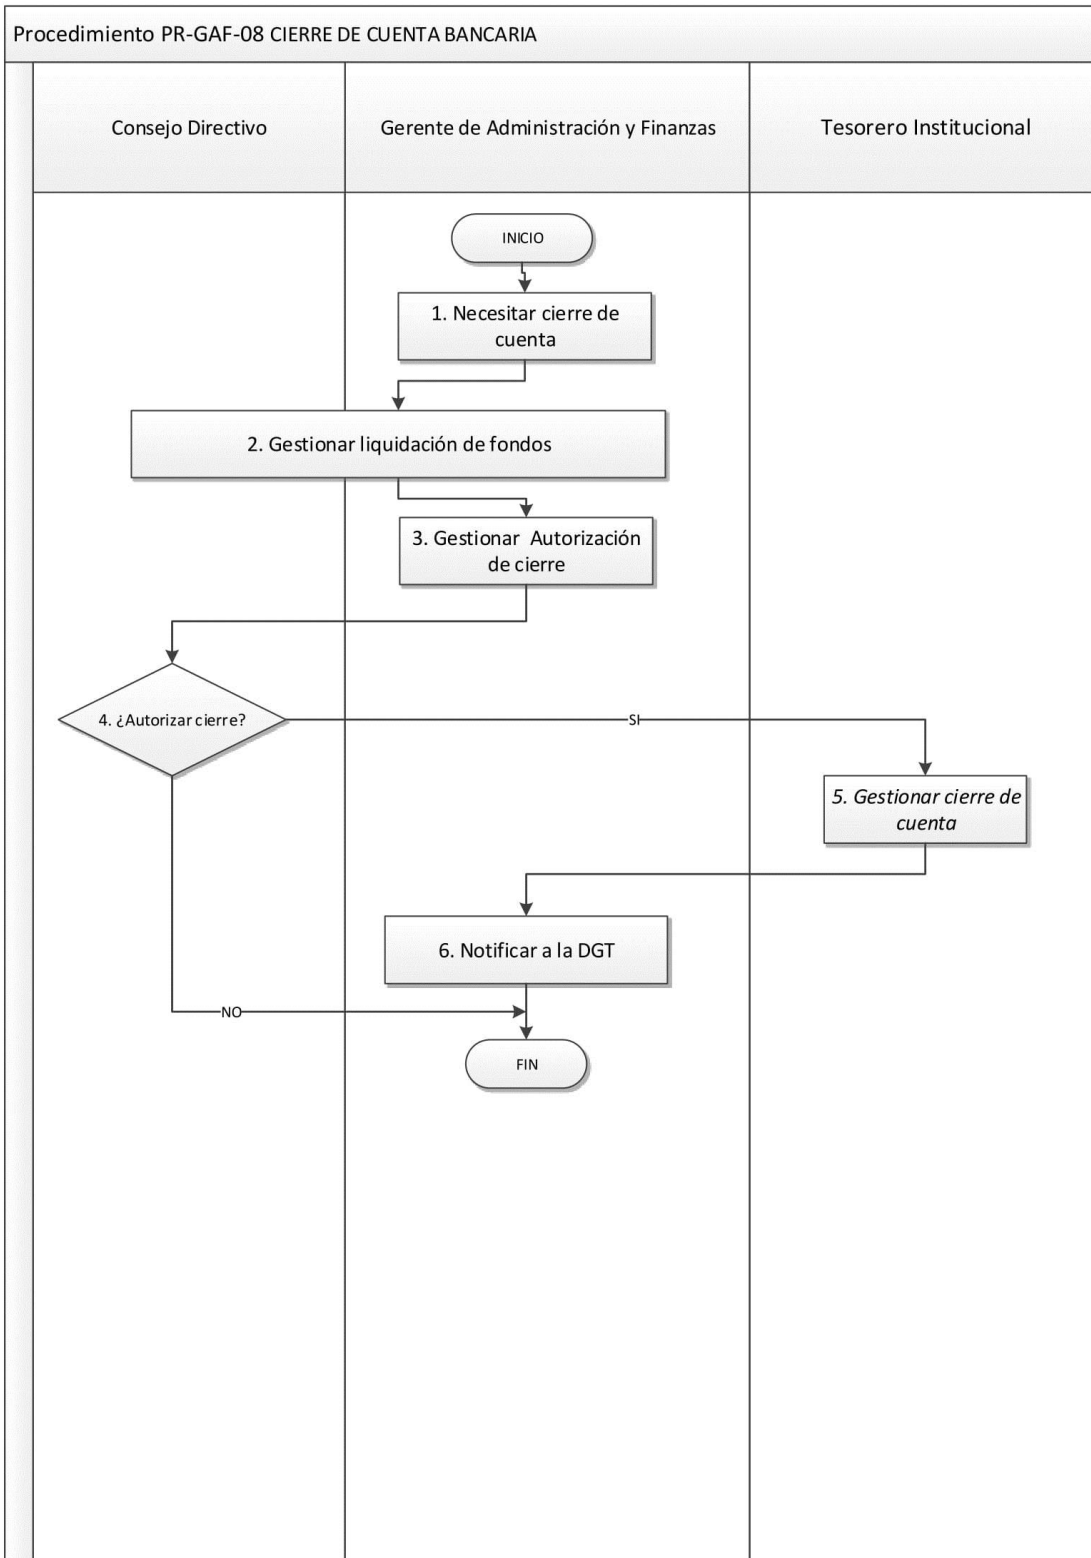 Procedimiento PR-GAF-08 CIERRE DE CUENTA BANCARIA
Consejo Directivo
Gerente de Administración y Finanzas
Tesorero Institucional
INICIO
1. Necesitar cierre de
cuenta
2. Gestionar liquidación de fondos
3. Gestionar Autorización
de cierre
4. ¿Autorizar cierre?
SI
5. Gestionar cierre de
cuenta
6. Notificar a la DGT
NO
FIN